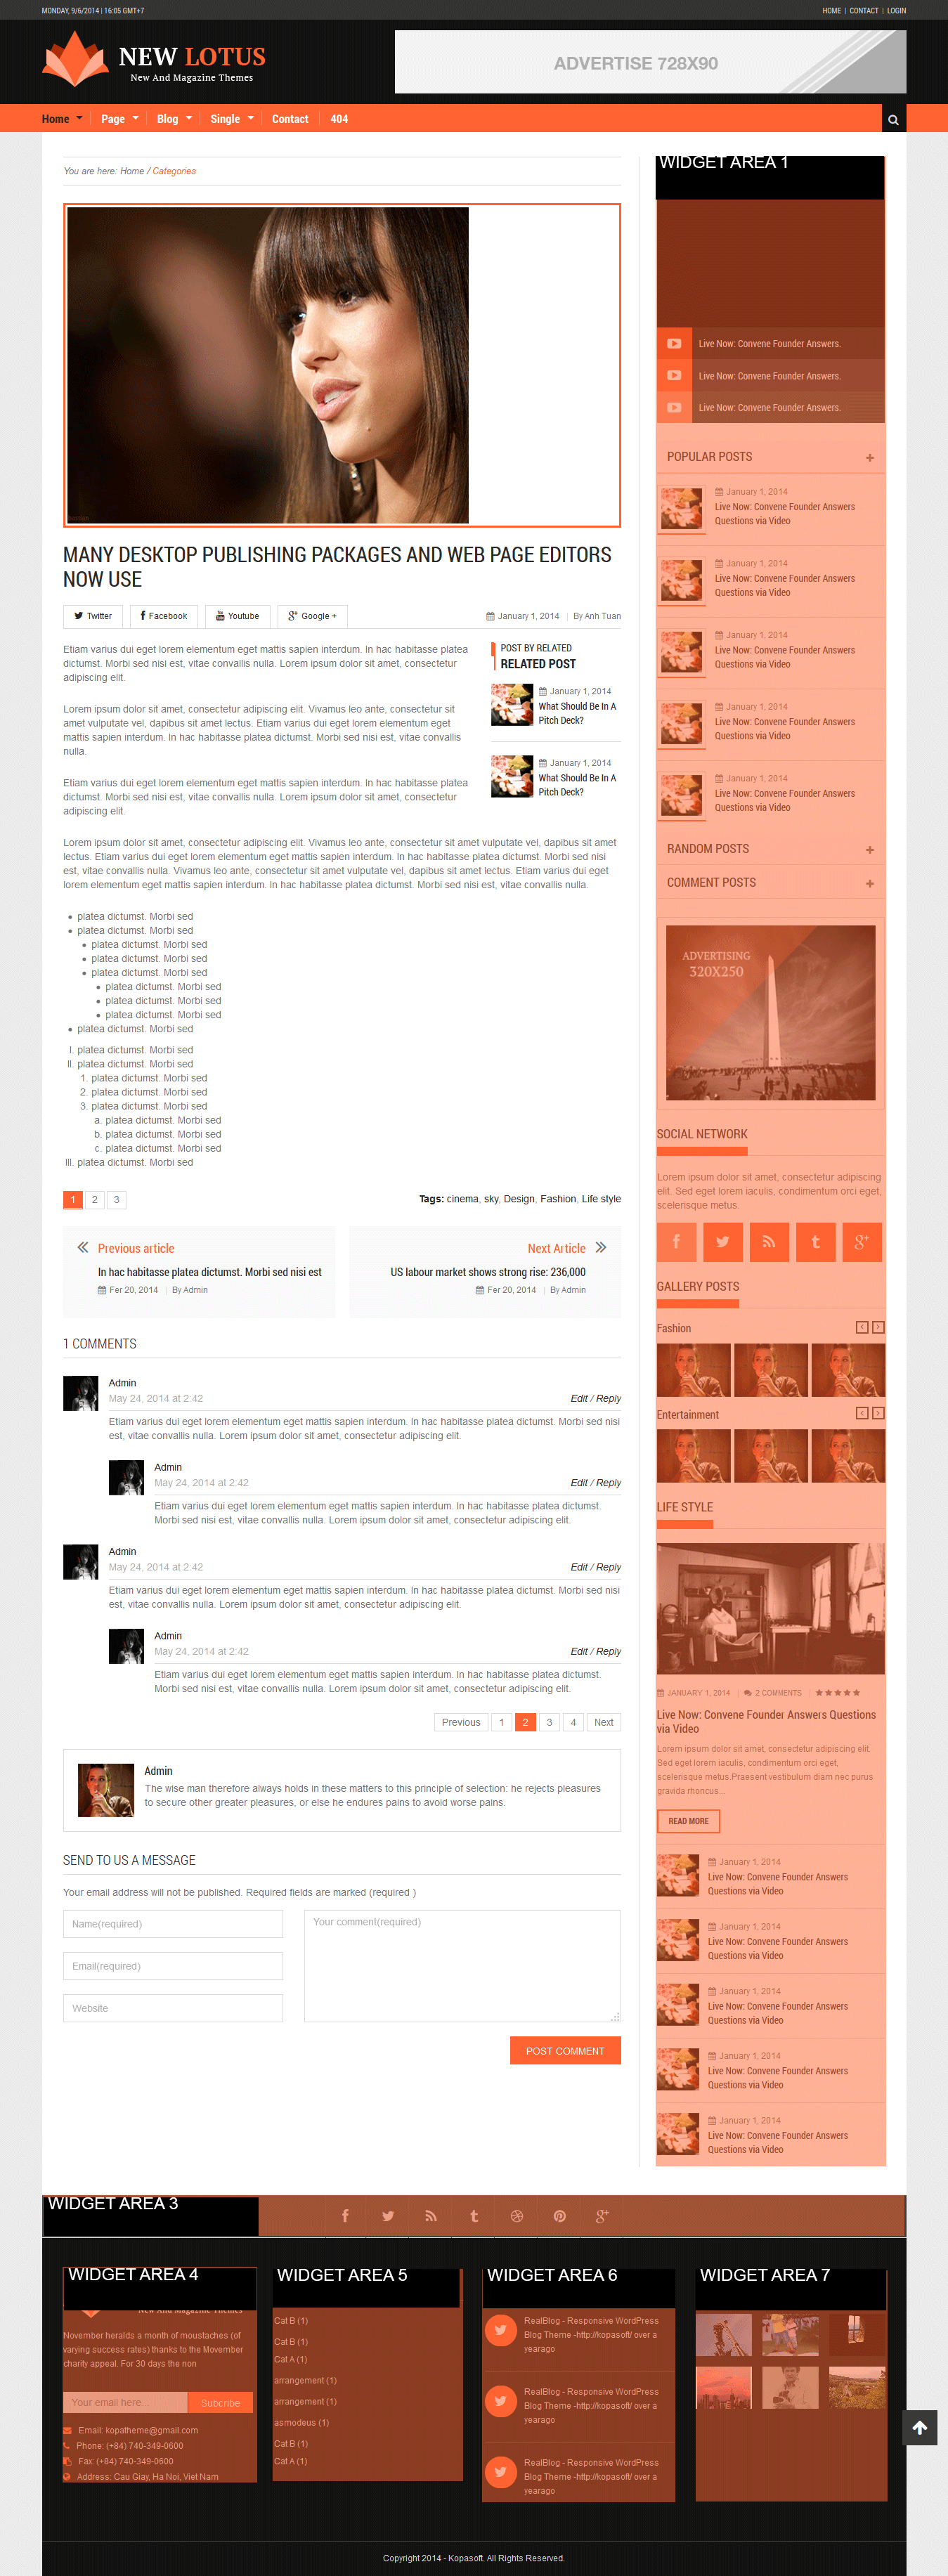 MONDAY, 9/6/2014 | 16:05 GMT+7
HOME | CONTACT | LOGIN
NEW LOTUS
New And Magazine Themes
ADVERTISE 728X90
Home Page Blog Single Contact 404
You are here: Home / Categories
MANY DESKTOP PUBLISHING PACKAGES AND WEB PAGE EDITORS
NOW USE
Twitter Facebook Youtube Google +
January 1, 2014 | By Anh Tuan
Etiam varius dui eget lorem elementum eget mattis sapien interdum. In hac habitasse platea
dictumst. Morbi sed nisi est, vitae convallis nulla. Lorem ipsum dolor sit amet, consectetur
adipiscing elit.
Lorem ipsum dolor sit amet, consectetur adipiscing elit. Vivamus leo ante, consectetur sit
amet vulputate vel, dapibus sit amet lectus. Etiam varius dui eget lorem elementum eget
mattis sapien interdum. In hac habitasse platea dictumst. Morbi sed nisi est, vitae convallis
nulla.
Etiam varius dui eget lorem elementum eget mattis sapien interdum. In hac habitasse platea
dictumst. Morbi sed nisi est, vitae convallis nulla. Lorem ipsum dolor sit amet, consectetur
adipiscing elit.
POST BY RELATED
RELATED POST
January 1, 2014
What Should Be In A
Pitch Deck?
January 1, 2014
What Should Be In A
Pitch Deck?
Lorem ipsum dolor sit amet, consectetur adipiscing elit. Vivamus leo ante, consectetur sit amet vulputate vel, dapibus sit amet
lectus. Etiam varius dui eget lorem elementum eget mattis sapien interdum. In hac habitasse platea dictumst. Morbi sed nisi
est, vitae convallis nulla. Vivamus leo ante, consectetur sit amet vulputate vel, dapibus sit amet lectus. Etiam varius dui eget
lorem elementum eget mattis sapien interdum. In hac habitasse platea dictumst. Morbi sed nisi est, vitae convallis nulla.
• platea dictumst. Morbi sed
• platea dictumst. Morbi sed
• platea dictumst. Morbi sed
• platea dictumst. Morbi sed
• platea dictumst. Morbi sed
• platea dictumst. Morbi sed
• platea dictumst. Morbi sed
• platea dictumst. Morbi sed
• platea dictumst. Morbi sed
I. platea dictumst. Morbi sed
II. platea dictumst. Morbi sed
1. platea dictumst. Morbi sed
2. platea dictumst. Morbi sed
3. platea dictumst. Morbi sed
a. platea dictumst. Morbi sed
b. platea dictumst. Morbi sed
c. platea dictumst. Morbi sed
III. platea dictumst. Morbi sed
1 2 3
Tags: cinema, sky, Design, Fashion, Life style
Previous article
In hac habitasse platea dictumst. Morbi sed nisi est
Fer 20, 2014 | By Admin
Next Article
US labour market shows strong rise: 236,000
Fer 20, 2014 | By Admin
1 COMMENTS
Admin
May 24, 2014 at 2:42
Edit / Reply
Etiam varius dui eget lorem elementum eget mattis sapien interdum. In hac habitasse platea dictumst. Morbi sed nisi
est, vitae convallis nulla. Lorem ipsum dolor sit amet, consectetur adipiscing elit.
Admin
May 24, 2014 at 2:42
Edit / Reply
Etiam varius dui eget lorem elementum eget mattis sapien interdum. In hac habitasse platea dictumst.
Morbi sed nisi est, vitae convallis nulla. Lorem ipsum dolor sit amet, consectetur adipiscing elit.
Admin
May 24, 2014 at 2:42
Edit / Reply
Etiam varius dui eget lorem elementum eget mattis sapien interdum. In hac habitasse platea dictumst. Morbi sed nisi
est, vitae convallis nulla. Lorem ipsum dolor sit amet, consectetur adipiscing elit.
Admin
May 24, 2014 at 2:42
Edit / Reply
Etiam varius dui eget lorem elementum eget mattis sapien interdum. In hac habitasse platea dictumst.
Morbi sed nisi est, vitae convallis nulla. Lorem ipsum dolor sit amet, consectetur adipiscing elit.
Previous 1 2 3 4 Next
Admin
The wise man therefore always holds in these matters to this principle of selection: he rejects pleasures
to secure other greater pleasures, or else he endures pains to avoid worse pains.
SEND TO US A MESSAGE
Your email address will not be published. Required fields are marked (required )
Name(required)
Email(required)
Website
Your comment(required)
POST COMMENT
WIDGET AREA 1
Live Now: Convene Founder Answers.
Live Now: Convene Founder Answers.
Live Now: Convene Founder Answers.
POPULAR POSTS +
January 1, 2014
Live Now: Convene Founder Answers
Questions via Video
January 1, 2014
Live Now: Convene Founder Answers
Questions via Video
January 1, 2014
Live Now: Convene Founder Answers
Questions via Video
January 1, 2014
Live Now: Convene Founder Answers
Questions via Video
January 1, 2014
Live Now: Convene Founder Answers
Questions via Video
RANDOM POSTS +
COMMENT POSTS +
ADVERTISING
320X250
SOCIAL NETWORK
Lorem ipsum dolor sit amet, consectetur adipiscing
elit. Sed eget lorem iaculis, condimentum orci eget,
scelerisque metus.
GALLERY POSTS
Fashion
Entertainment
LIFE STYLE
JANUARY 1, 2014 | 2 COMMENTS |
Live Now: Convene Founder Answers Questions
via Video
Lorem ipsum dolor sit amet, consectetur adipiscing elit.
Sed eget lorem iaculis, condimentum orci eget,
scelerisque metus.Praesent vestibulum diam nec purus
gravida rhoncus...
READ MORE
January 1, 2014
Live Now: Convene Founder Answers
Questions via Video
January 1, 2014
Live Now: Convene Founder Answers
Questions via Video
January 1, 2014
Live Now: Convene Founder Answers
Questions via Video
January 1, 2014
Live Now: Convene Founder Answers
Questions via Video
January 1, 2014
Live Now: Convene Founder Answers
Questions via Video
WIDGET AREA 3
WIDGET AREA 4
New And Magazine Themes
November heralds a month of moustaches (of
varying success rates) thanks to the Movember
charity appeal. For 30 days the non
Your email here... Subcribe
Email: kopatheme@gmail.com
Phone: (+84) 740-349-0600
Fax: (+84) 740-349-0600
Address: Cau Giay, Ha Noi, Viet Nam
WIDGET AREA 5
Cat B (1)
Cat B (1)
Cat A (1)
arrangement (1)
arrangement (1)
asmodeus (1)
Cat B (1)
Cat A (1)
WIDGET AREA 6
RealBlog - Responsive WordPress
Blog Theme -http://kopasoft/ over a
yearago
RealBlog - Responsive WordPress
Blog Theme -http://kopasoft/ over a
yearago
RealBlog - Responsive WordPress
Blog Theme -http://kopasoft/ over a
yearago
WIDGET AREA 7
Copyright 2014 - Kopasoft. All Rights Reserved.